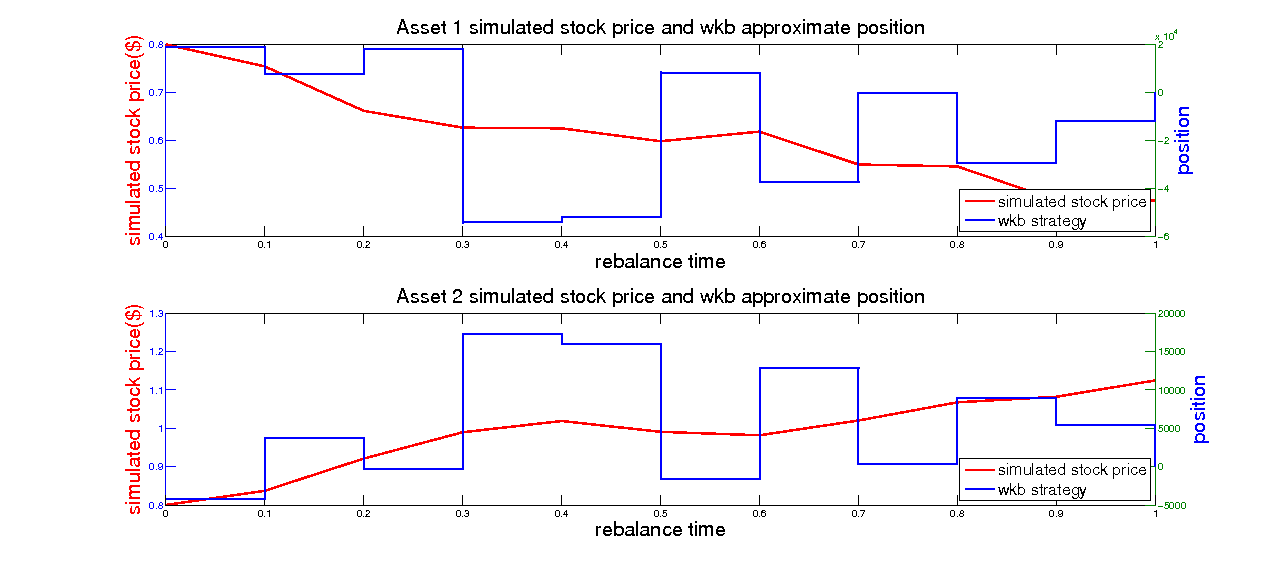 Asset 1 simulated stock price and wkb approximate position
x 10^4
simulated stock price($)
0.8
0.7
0.6
0.5
0.4
2
0
-2
-4
-6
position
simulated stock price
wkb strategy
0 0.1 0.2 0.3 0.4 0.5 0.6 0.7 0.8 0.9 1
rebalance time
Asset 2 simulated stock price and wkb approximate position
simulated stock price($)
1.3
1.2
1.1
1
0.9
0.8
20000
15000
10000
5000
0
-5000
position
simulated stock price
wkb strategy
0 0.1 0.2 0.3 0.4 0.5 0.6 0.7 0.8 0.9 1
rebalance time